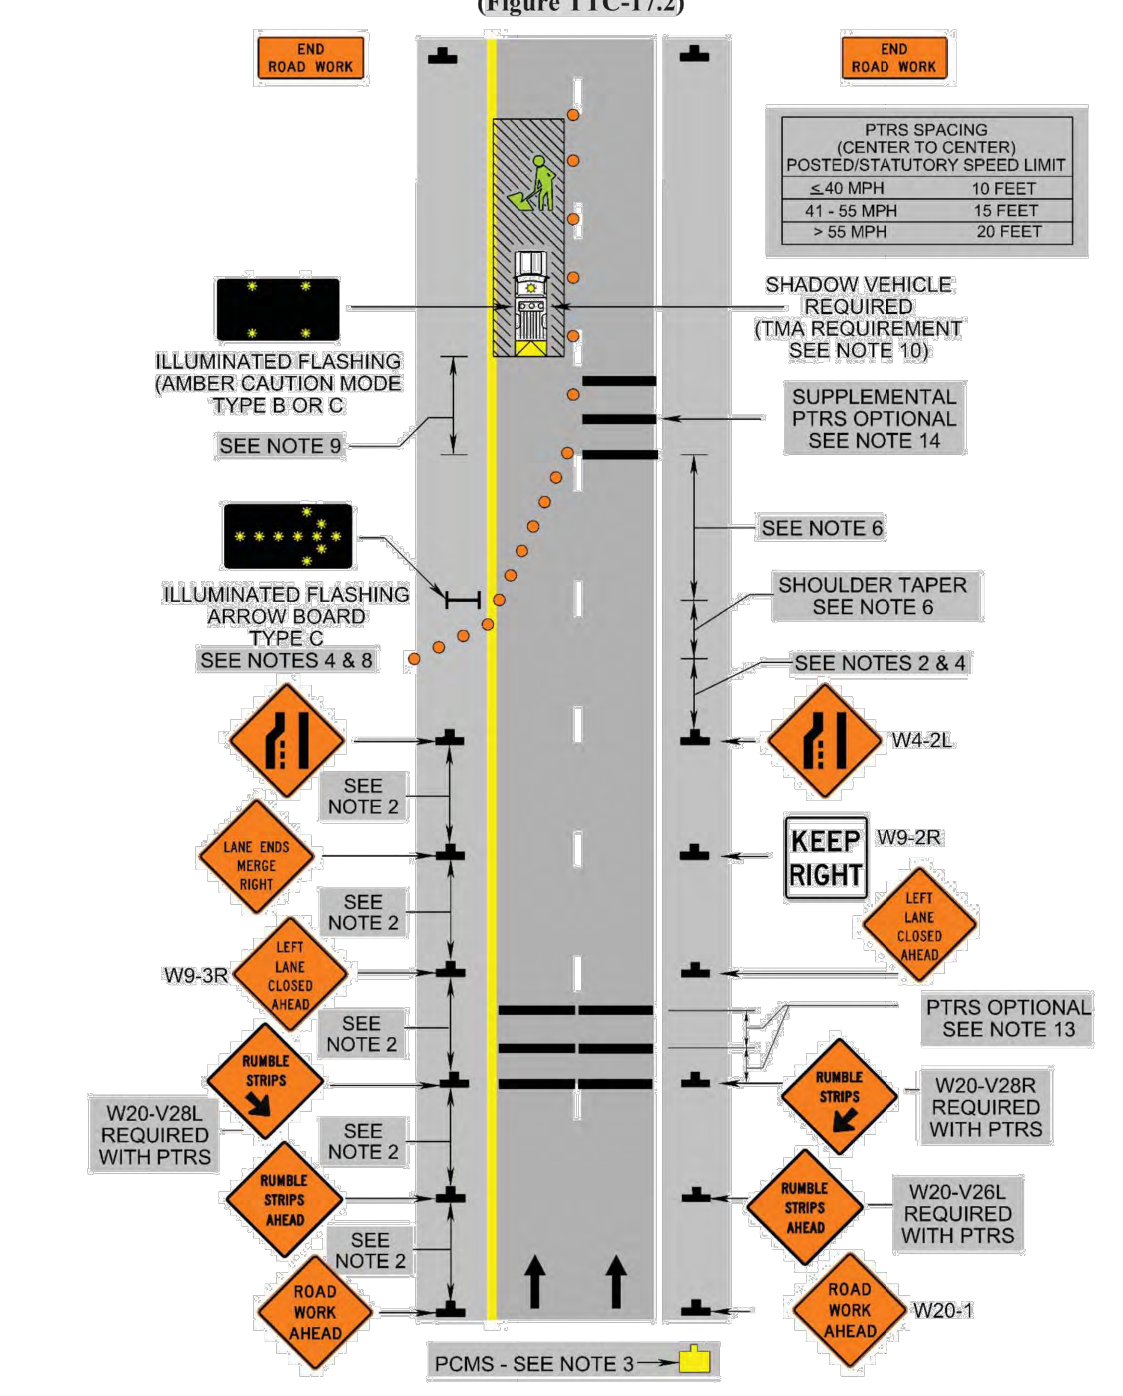 (Figure TTC-17.2)
END
ROAD WORK
END
ROAD WORK
PTRS SPACING
(CENTER TO CENTER)
POSTED/STATUTORY SPEED LIMIT
≤ 40 MPH 10 FEET
41 - 55 MPH 15 FEET
> 55 MPH 20 FEET
SHADOW VEHICLE
REQUIRED
(TMA REQUIREMENT
SEE NOTE 10)
ILLUMINATED FLASHING
(AMBER CAUTION MODE
TYPE B OR C
SUPPLEMENTAL
PTRS OPTIONAL
SEE NOTE 14
SEE NOTE 9
SEE NOTE 6
ILLUMINATED FLASHING
ARROW BOARD
TYPE C
SEE NOTES 4 & 8
SHOULDER TAPER
SEE NOTE 6
SEE NOTES 2 & 4
W4-2L
SEE
NOTE 2
LANE ENDS
MERGE
RIGHT
KEEP
RIGHT
W9-2R
SEE
NOTE 2
LEFT
LANE
CLOSED
AHEAD
W9-3R
LEFT
LANE
CLOSED
AHEAD
SEE
NOTE 2
PTRS OPTIONAL
SEE NOTE 13
RUMBLE
STRIPS
RUMBLE
STRIPS
W20-V28L
REQUIRED
WITH PTRS
W20-V28R
REQUIRED
WITH PTRS
SEE
NOTE 2
RUMBLE
STRIPS
AHEAD
RUMBLE
STRIPS
AHEAD
W20-V26L
REQUIRED
WITH PTRS
SEE
NOTE 2
ROAD
WORK
AHEAD
ROAD
WORK
AHEAD
W20-1
PCMS - SEE NOTE 3